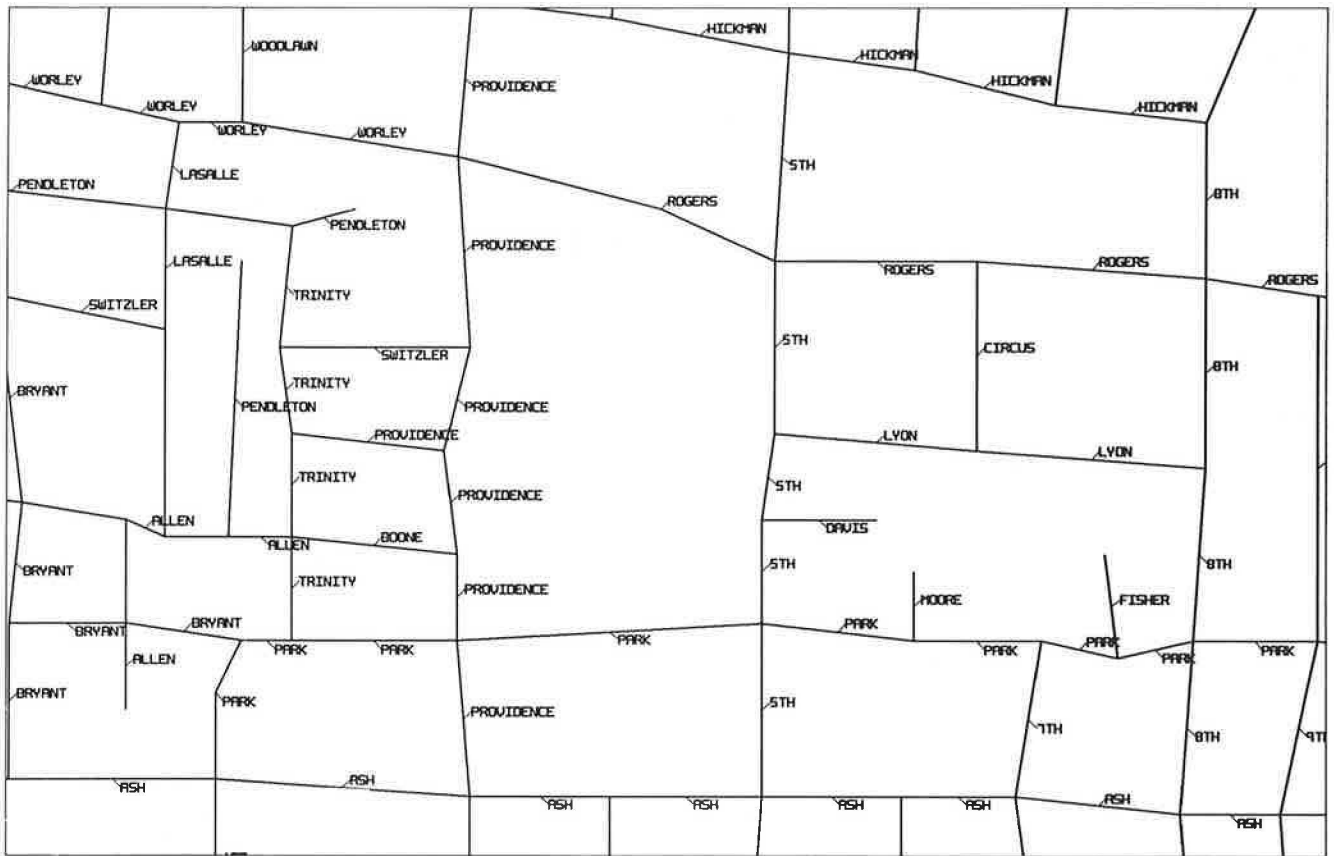 HICKMAN
WOODLAWN
HICKMAN
WORLEY
HICKMAN
PROVIDENCE
WORLEY
HICKMAN
WORLEY
WORLEY
5TH
LASALLE
PENDLETON
8TH
ROGERS
PENDLETON
PROVIDENCE
LASALLE
ROGERS
ROGERS
ROGERS
TRINITY
SWITZLER
5TH
CIRCUS
SWITZLER
8TH
TRINITY
BRYANT
PENDLETON
PROVIDENCE
PROVIDENCE
LYON
LYON
TRINITY
5TH
PROVIDENCE
ALLEN
DAVIS
BOONE
ALLEN
5TH
8TH
BRYANT
TRINITY
PROVIDENCE
MOORE
FISHER
BRYANT
PARK
BRYANT
PARK
PARK
PARK
PARK
PARK
PARK
ALLEN
PARK
BRYANT
PARK
5TH
PROVIDENCE
7TH
8TH
9TH
ASH
ASH
ASH
ASH
ASH
ASH
ASH
ASH